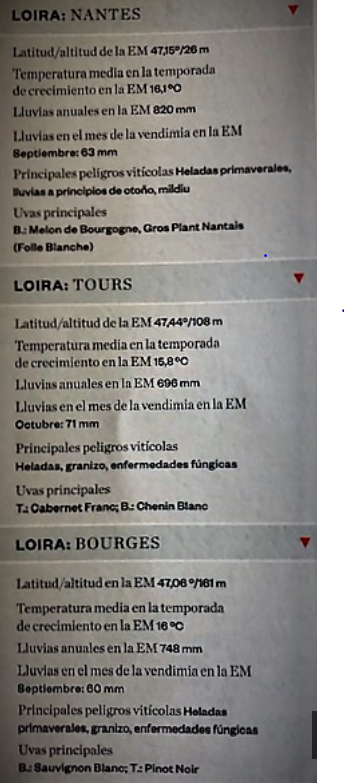 LOIRA: NANTES
Latitud/altitud de la EM 47,15º/26 m
Temperatura media en la temporada
de crecimiento en la EM 16,1ºC
Lluvias anuales en la EM 820 mm
Lluvias en el mes de la vendimia en la EM
Septiembre: 63 mm
Principales peligros vitícolas Heladas primaverales,
lluvias a principios de otoño, mildiu
Uvas principales
B.: Melon de Bourgogne, Gros Plant Nantais
(Folle Blanche)
LOIRA: TOURS
Latitud/altitud de la EM 47,44º/108 m
Temperatura media en la temporada
de crecimiento en la EM 15,8ºC
Lluvias anuales en la EM 696 mm
Lluvias en el mes de la vendimia en la EM
Octubre: 71 mm
Principales peligros vitícolas
Heladas, granizo, enfermedades fúngicas
Uvas principales
T.: Cabernet Franc; B.: Chenin Blanc
LOIRA: BOURGES
Latitud/altitud en la EM 47,06 º/161 m
Temperatura media en la temporada
de crecimiento en la EM 16 ºC
Lluvias anuales en la EM 748 mm
Lluvias en el mes de la vendimia en la EM
Septiembre: 60 mm
Principales peligros vitícolas Heladas
primaverales, granizo, enfermedades fúngicas
Uvas principales
B.: Sauvignon Blanc; T.: Pinot Noir